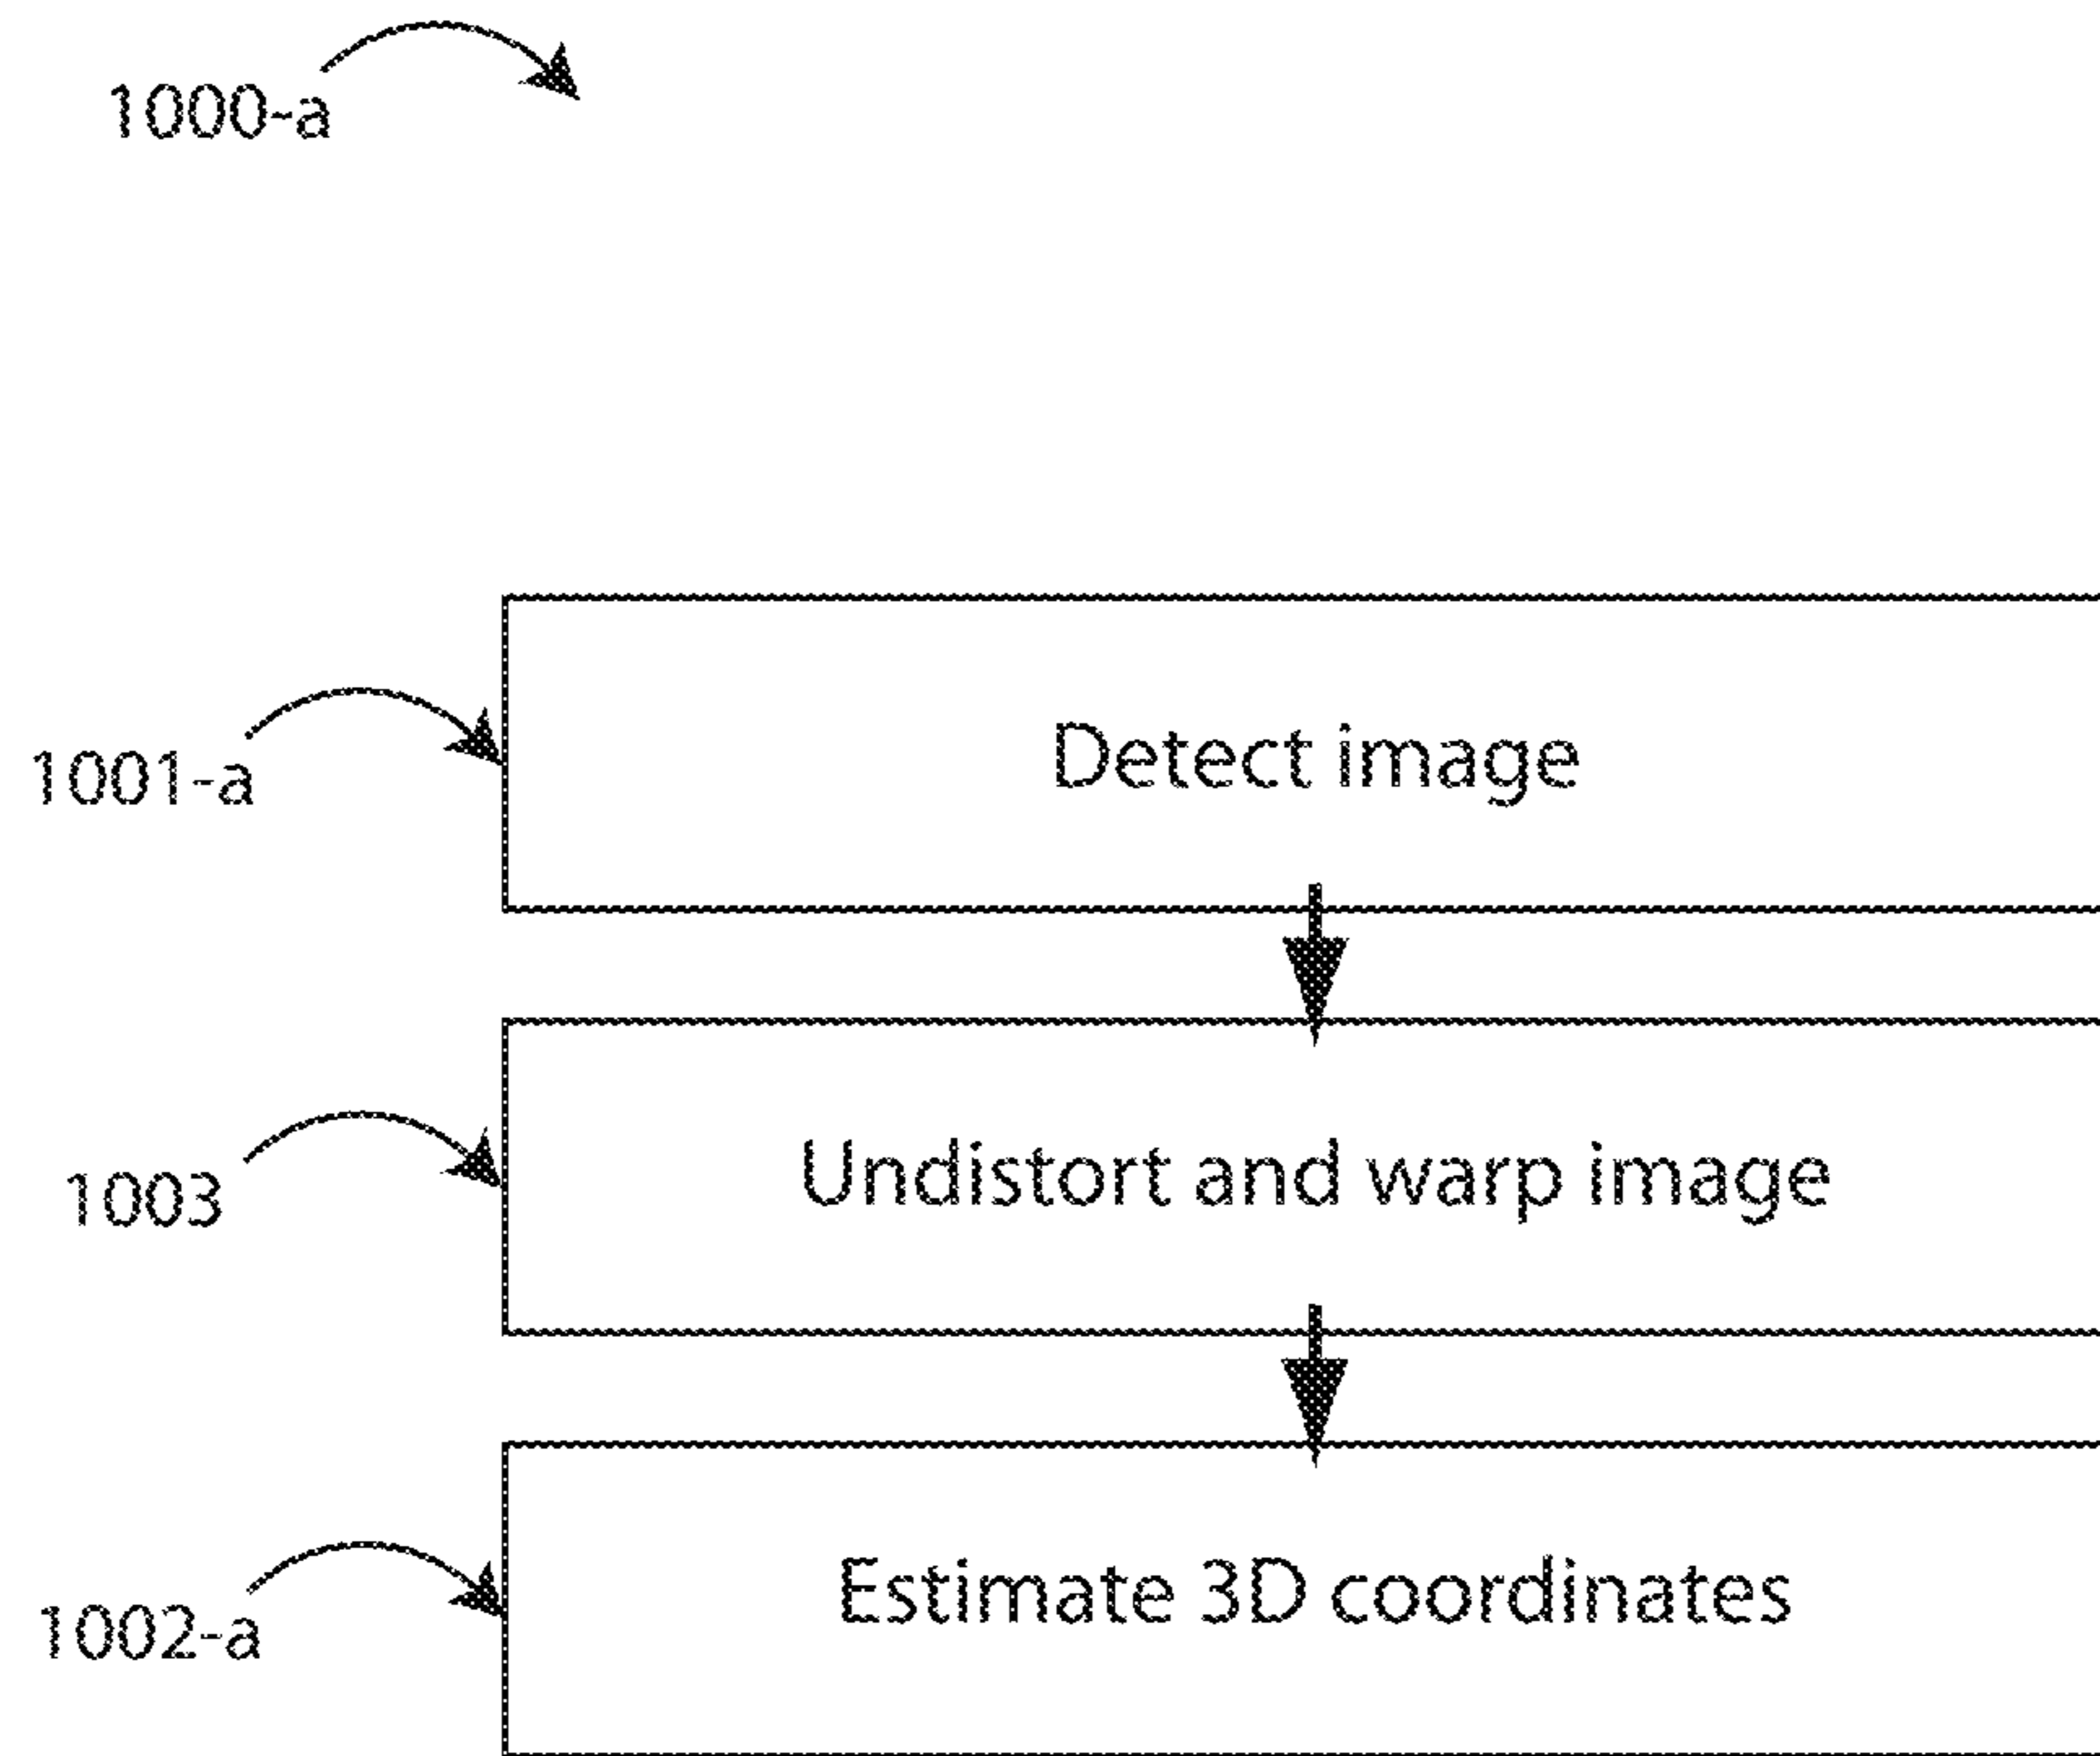 1000-a
1001-a
Detect image
1003
Undistort and warp image
1002-a
Estimate 3D coordinates